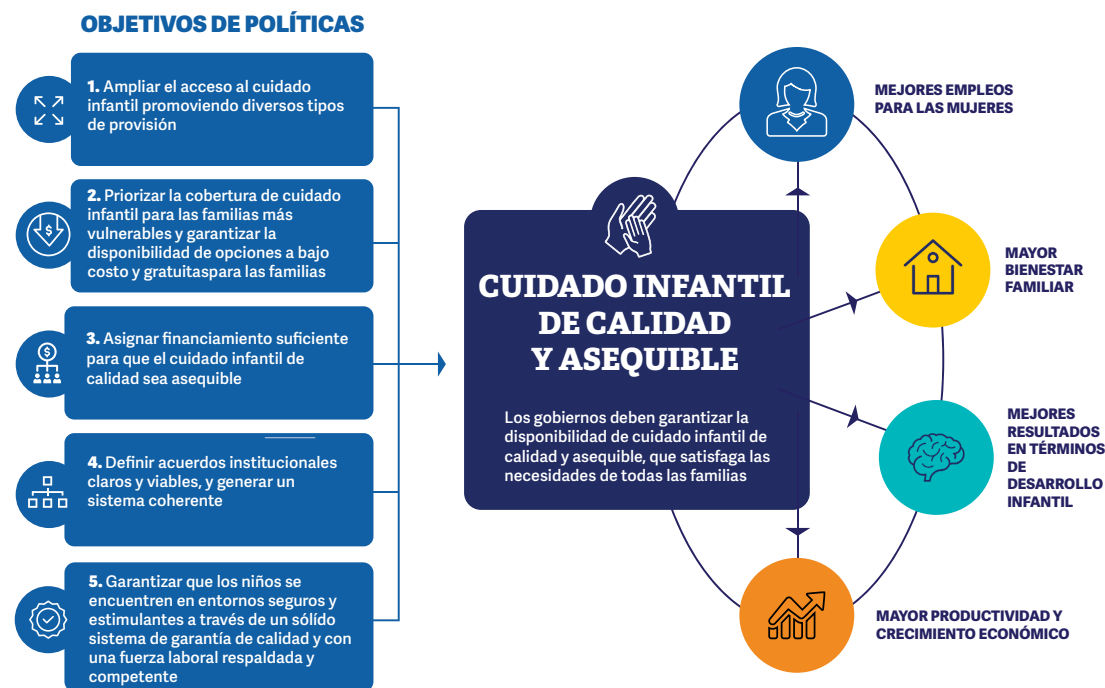 OBJETIVOS DE POLÍTICAS
1. Ampliar el acceso al cuidado
infantil promoviendo diversos tipos
de provisión
2. Priorizar la cobertura de cuidado
infantil para las familias más
vulnerables y garantizar la
disponibilidad de opciones a bajo
costo y gratuitaspara las familias
3. Asignar financiamiento suficiente
para que el cuidado infantil de
calidad sea asequible
4. Definir acuerdos institucionales
claros y viables, y generar un
sistema coherente
5. Garantizar que los niños se
encuentren en entornos seguros y
estimulantes a través de un sólído
sistema de garantía de calidad y con
una fuerza laboral respaldada y
competente
CUIDADO INFANTIL
DE CALIDAD
Y ASEQUIBLE
Los gobiernos deben garantizar la
disponibilidad de cuidado infantil de
calidad y asequible, que satisfaga las
necesidades de todas las familias
MEJORES EMPLEOS
PARA LAS MUJERES
MAYOR
BIENESTAR
FAMILIAR
MEJORES
RESULTADOS
EN TÉRMINOS
DE
DESARROLLO
INFANTIL
MAYOR PRODUCTIVIDAD Y
CRECIMIENTO ECONÓMICO